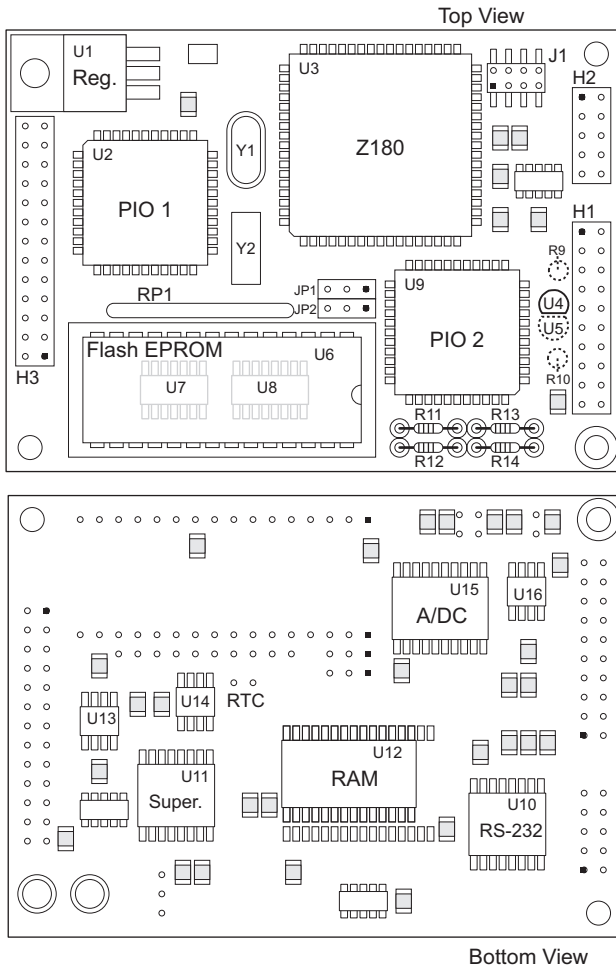 Top View
U1
Reg.
U3
Z180
J1
H2
U2
PIO 1
Y1
Y2
H1
R9
U4
U5
R10
RP1
JP1
JP2
U9
PIO 2
Flash EPROM
U6
U7
U8
H3
R11
R13
R12
R14
U15
A/DC
U16
U13
U14
RTC
U12
RAM
U11
Super.
U10
RS-232
Bottom View